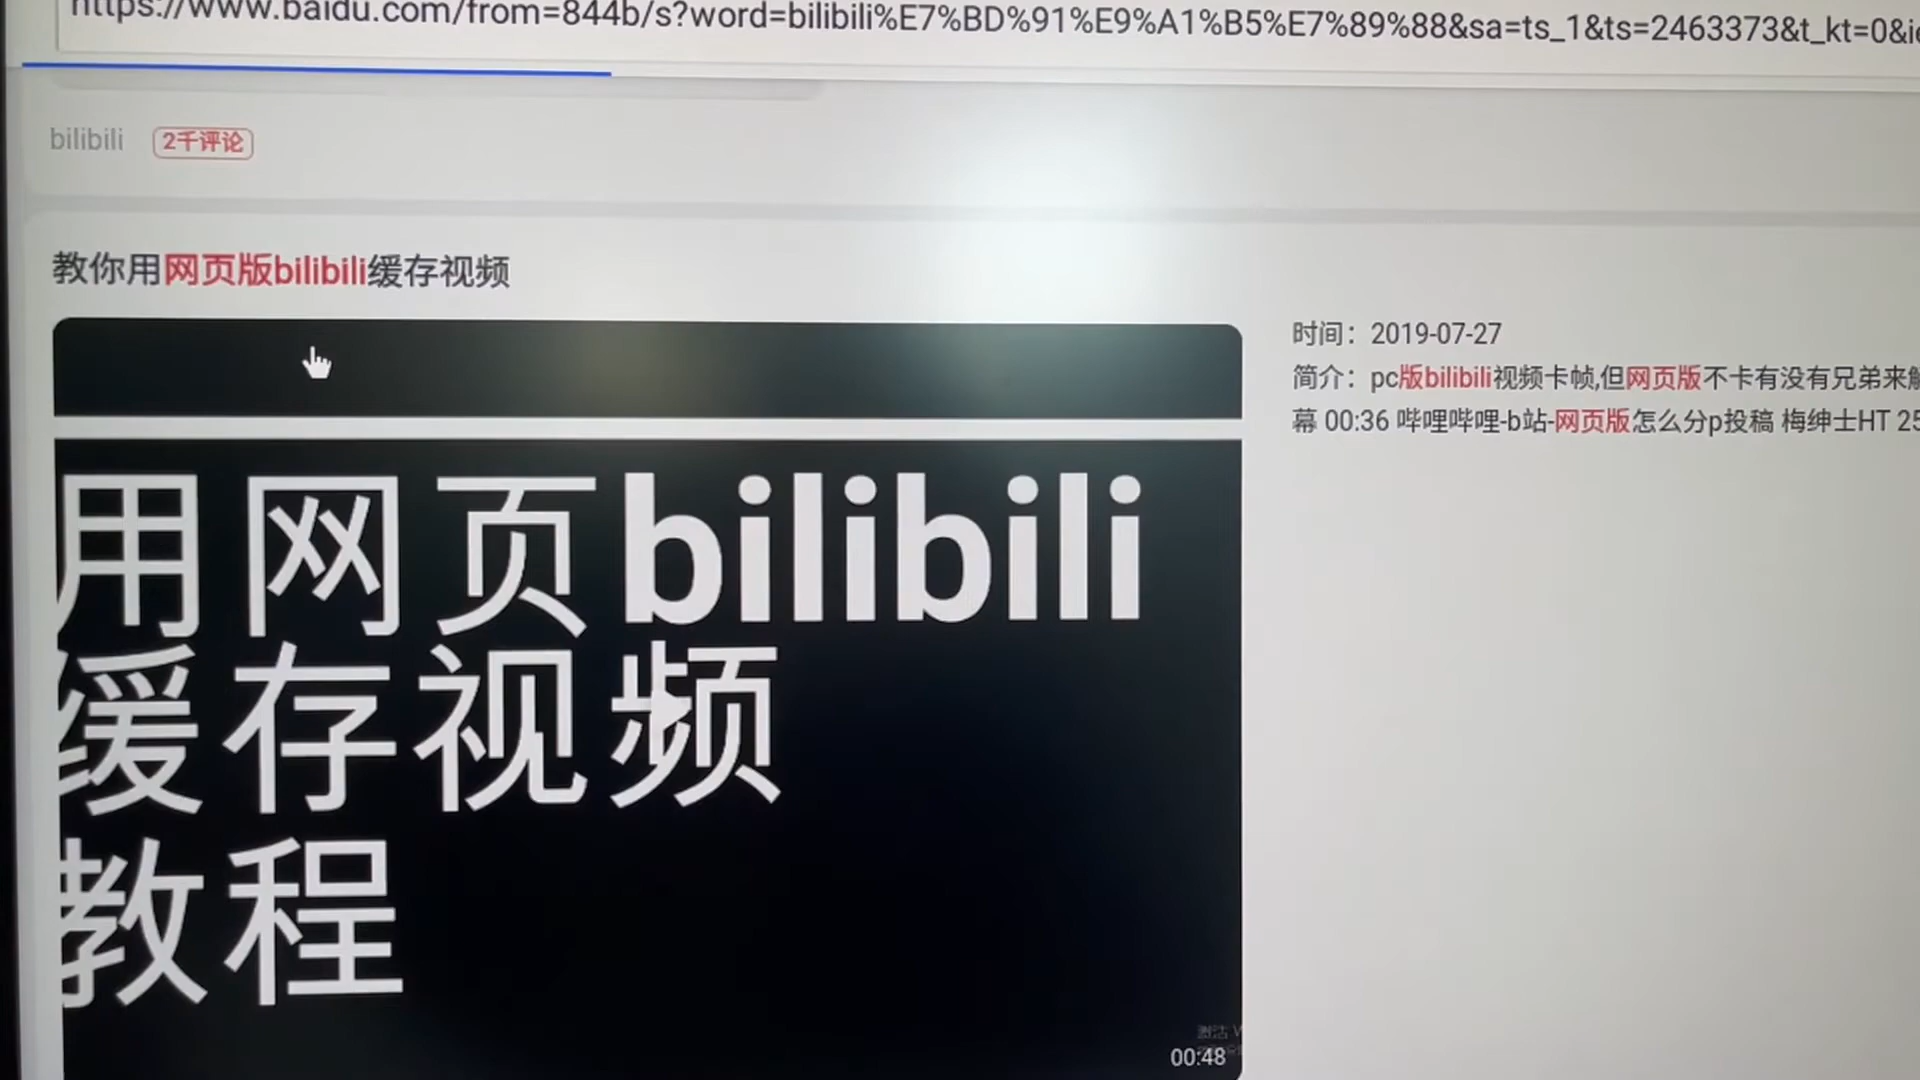 https://www.baidu.com/from=844b/s?word=bilibili%E7%BD%91%E9%A1%B5%E7%89%88&sa=ts_1&ts=2463373&t_kt=0&ie
bilibili 2千评论
教你用网页版bilibili缓存视频
时间：2019-07-27
简介：pc版bilibili视频卡帧,但网页版不卡有没有兄弟来解
幕 00:36 哔哩哔哩-b站-网页版怎么分p投稿 梅绅士HT 25
用网页bilibili
缓存视频
教程
激活 W
00:48